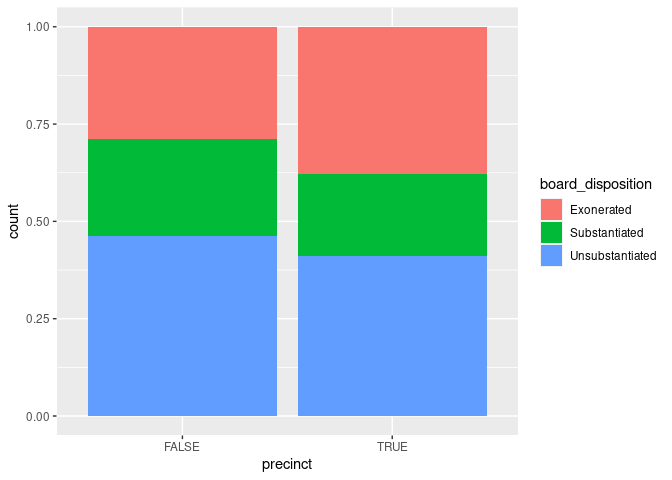 1.00
0.75
0.50
0.25
0.00
count
FALSE
TRUE
precinct
board_disposition
Exonerated
Substantiated
Unsubstantiated